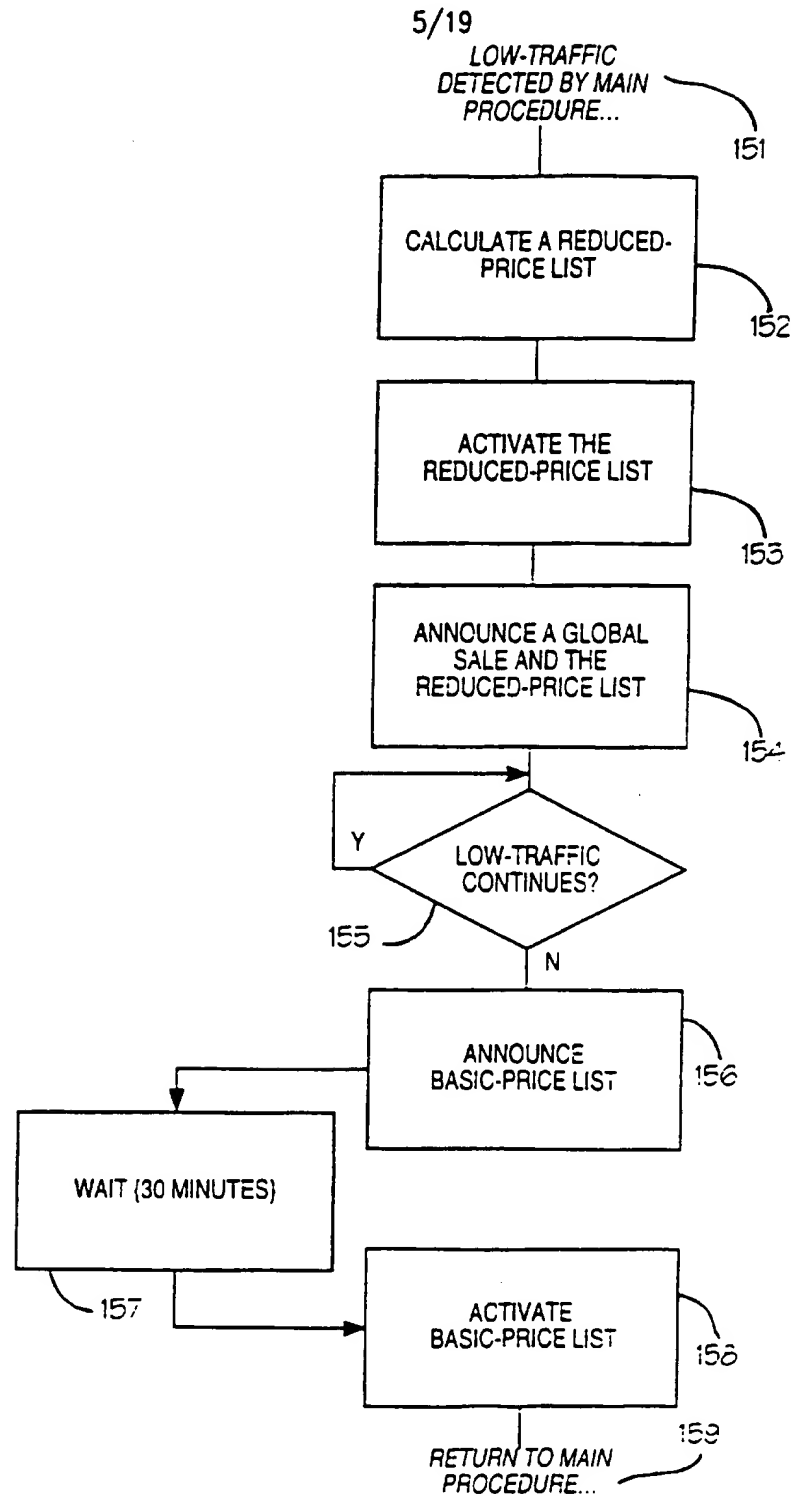 5/19
LOW-TRAFFIC
DETECTED BY MAIN
PROCEDURE...
151
CALCULATE A REDUCED-
PRICE LIST
152
ACTIVATE THE
REDUCED-PRICE LIST
153
ANNOUNCE A GLOBAL
SALE AND THE
REDUCED-PRICE LIST
154
Y
LOW-TRAFFIC
CONTINUES?
155
N
ANNOUNCE
BASIC-PRICE LIST
156
WAIT (30 MINUTES)
157
ACTIVATE
BASIC-PRICE LIST
158
RETURN TO MAIN
PROCEDURE...
159